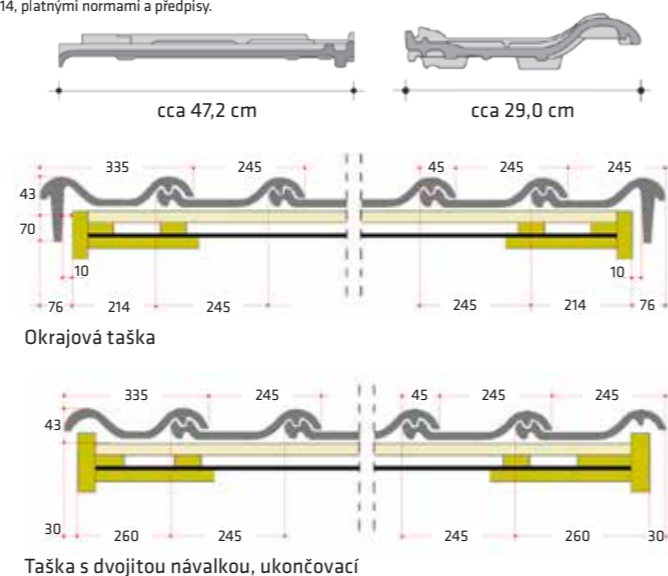 14, platnými normami a předpisy.
cca 47,2 cm
cca 29,0 cm
335 245 45 245 245
43
70
10 10
76 214 245 245 214 76
Okrajová taška
335 245 45 245 245
43
30 260 245 245 260 30
Taška s dvojitou návalkou, ukončovací